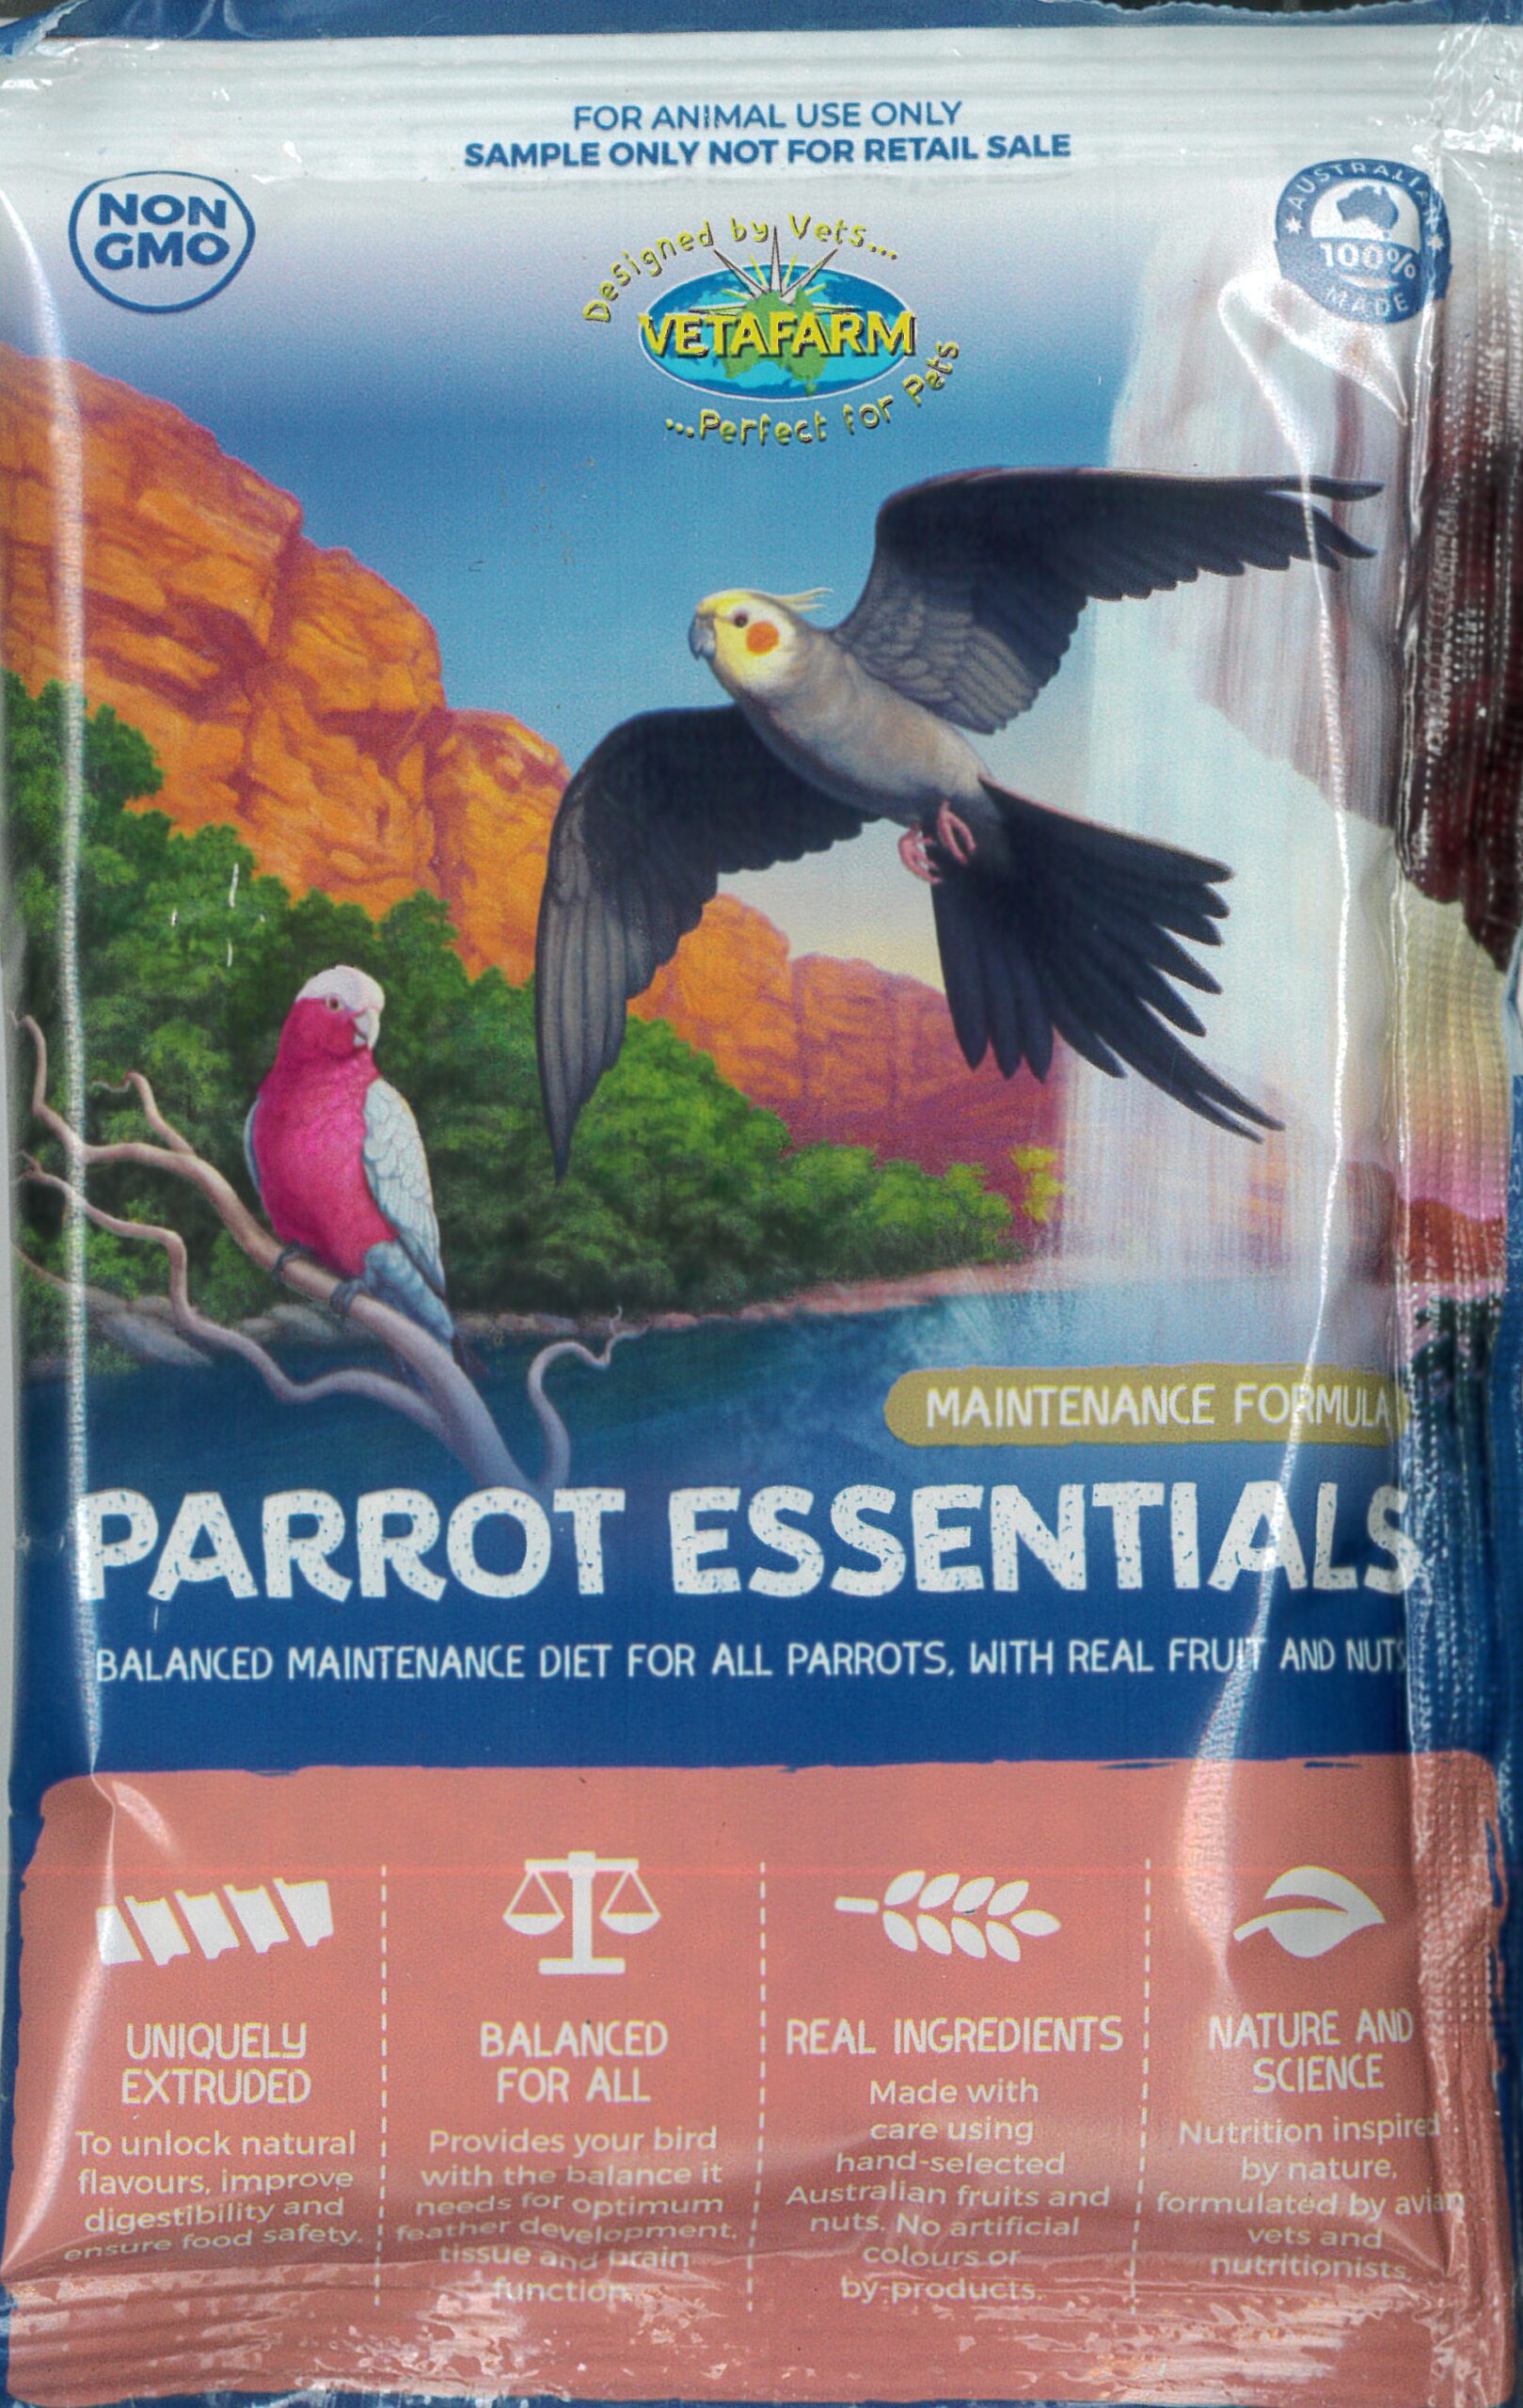 FOR ANIMAL USE ONLY
SAMPLE ONLY NOT FOR RETAIL SALE
NON
GMO
AUSTRALIAN
100%
MADE
Designed by Vets...
VETAFARM
...Perfect for Pets
MAINTENANCE FORMULA
PARROT ESSENTIALS
BALANCED MAINTENANCE DIET FOR ALL PARROTS, WITH REAL FRUIT AND NUTS
UNIQUELY
EXTRUDED
To unlock natural
flavours, improve
digestibility and
ensure food safety.
BALANCED
FOR ALL
Provides your bird
with the balance it
needs for optimum
feather development,
tissue and brain
function.
REAL INGREDIENTS
Made with
care using
hand-selected
Australian fruits and
nuts. No artificial
colours or
by-products.
NATURE AND
SCIENCE
Nutrition inspired
by nature,
formulated by avian
vets and
nutritionists.